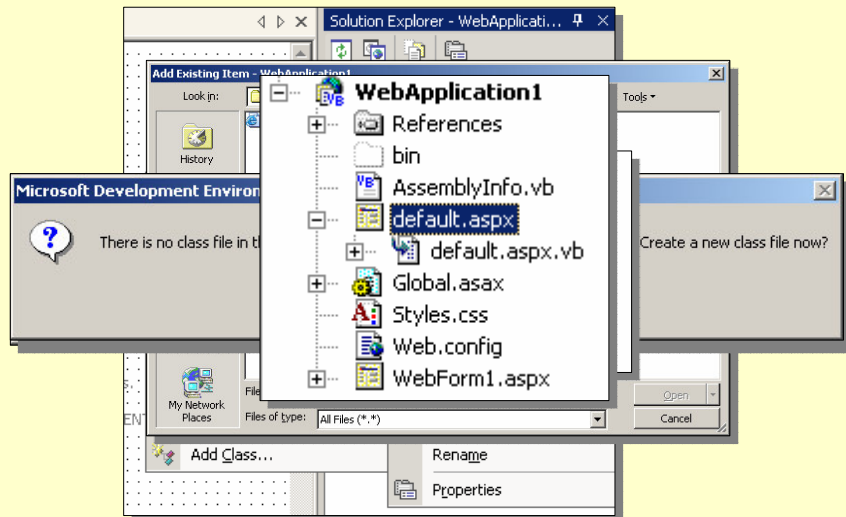 Solution Explorer - WebApplicati...
Add Existing Item - WebApplication1
Look in:
Tools
History
WebApplication1
References
bin
AssemblyInfo.vb
default.aspx
default.aspx.vb
Global.asax
Styles.css
Web.config
WebForm1.aspx
Microsoft Development Environ
There is no class file in
Create a new class file now?
My Network
Places
File
Files of type:
All Files (*.*)
Open
Cancel
Add Class...
Rename
Properties